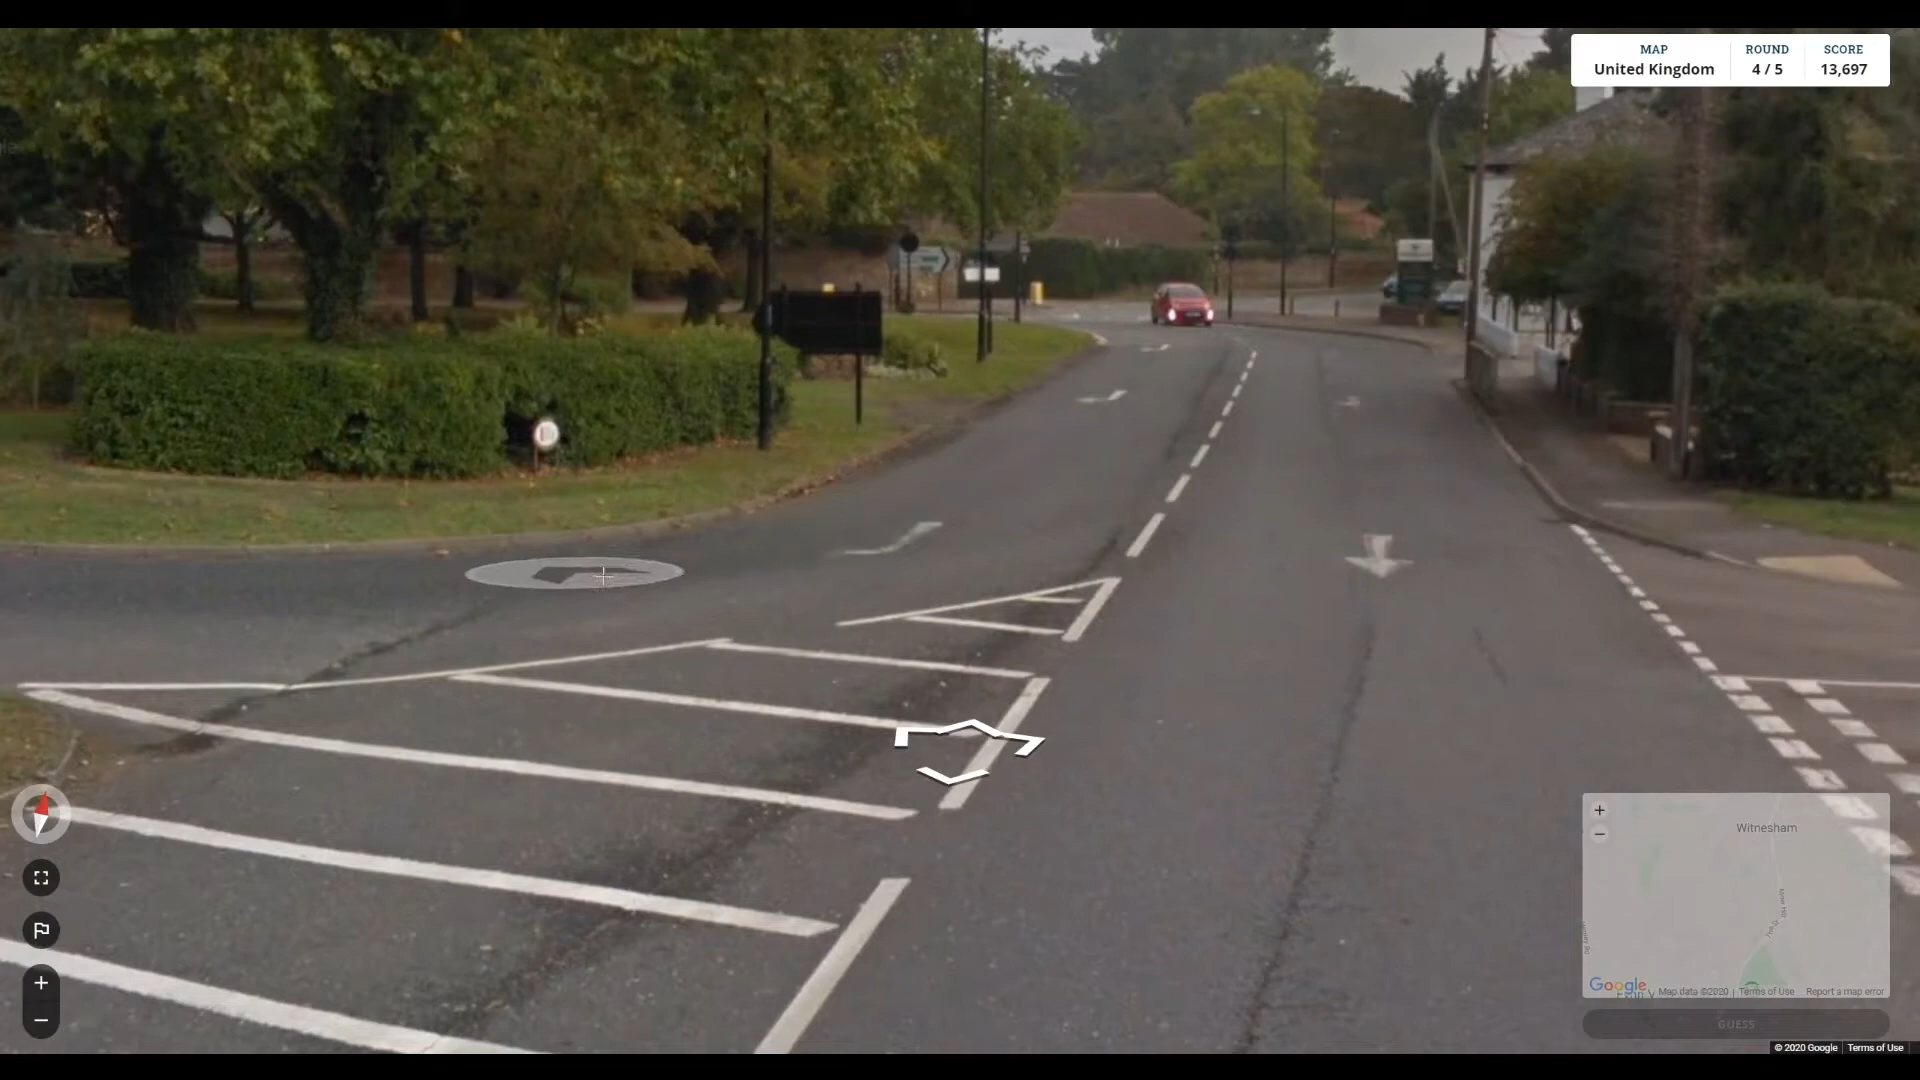 MAP
United Kingdom
ROUND
4 / 5
SCORE
13,697
Witnesham
Google
Map data ©2020
Terms of Use
Report a map error
GUESS
© 2020 Google
Terms of Use